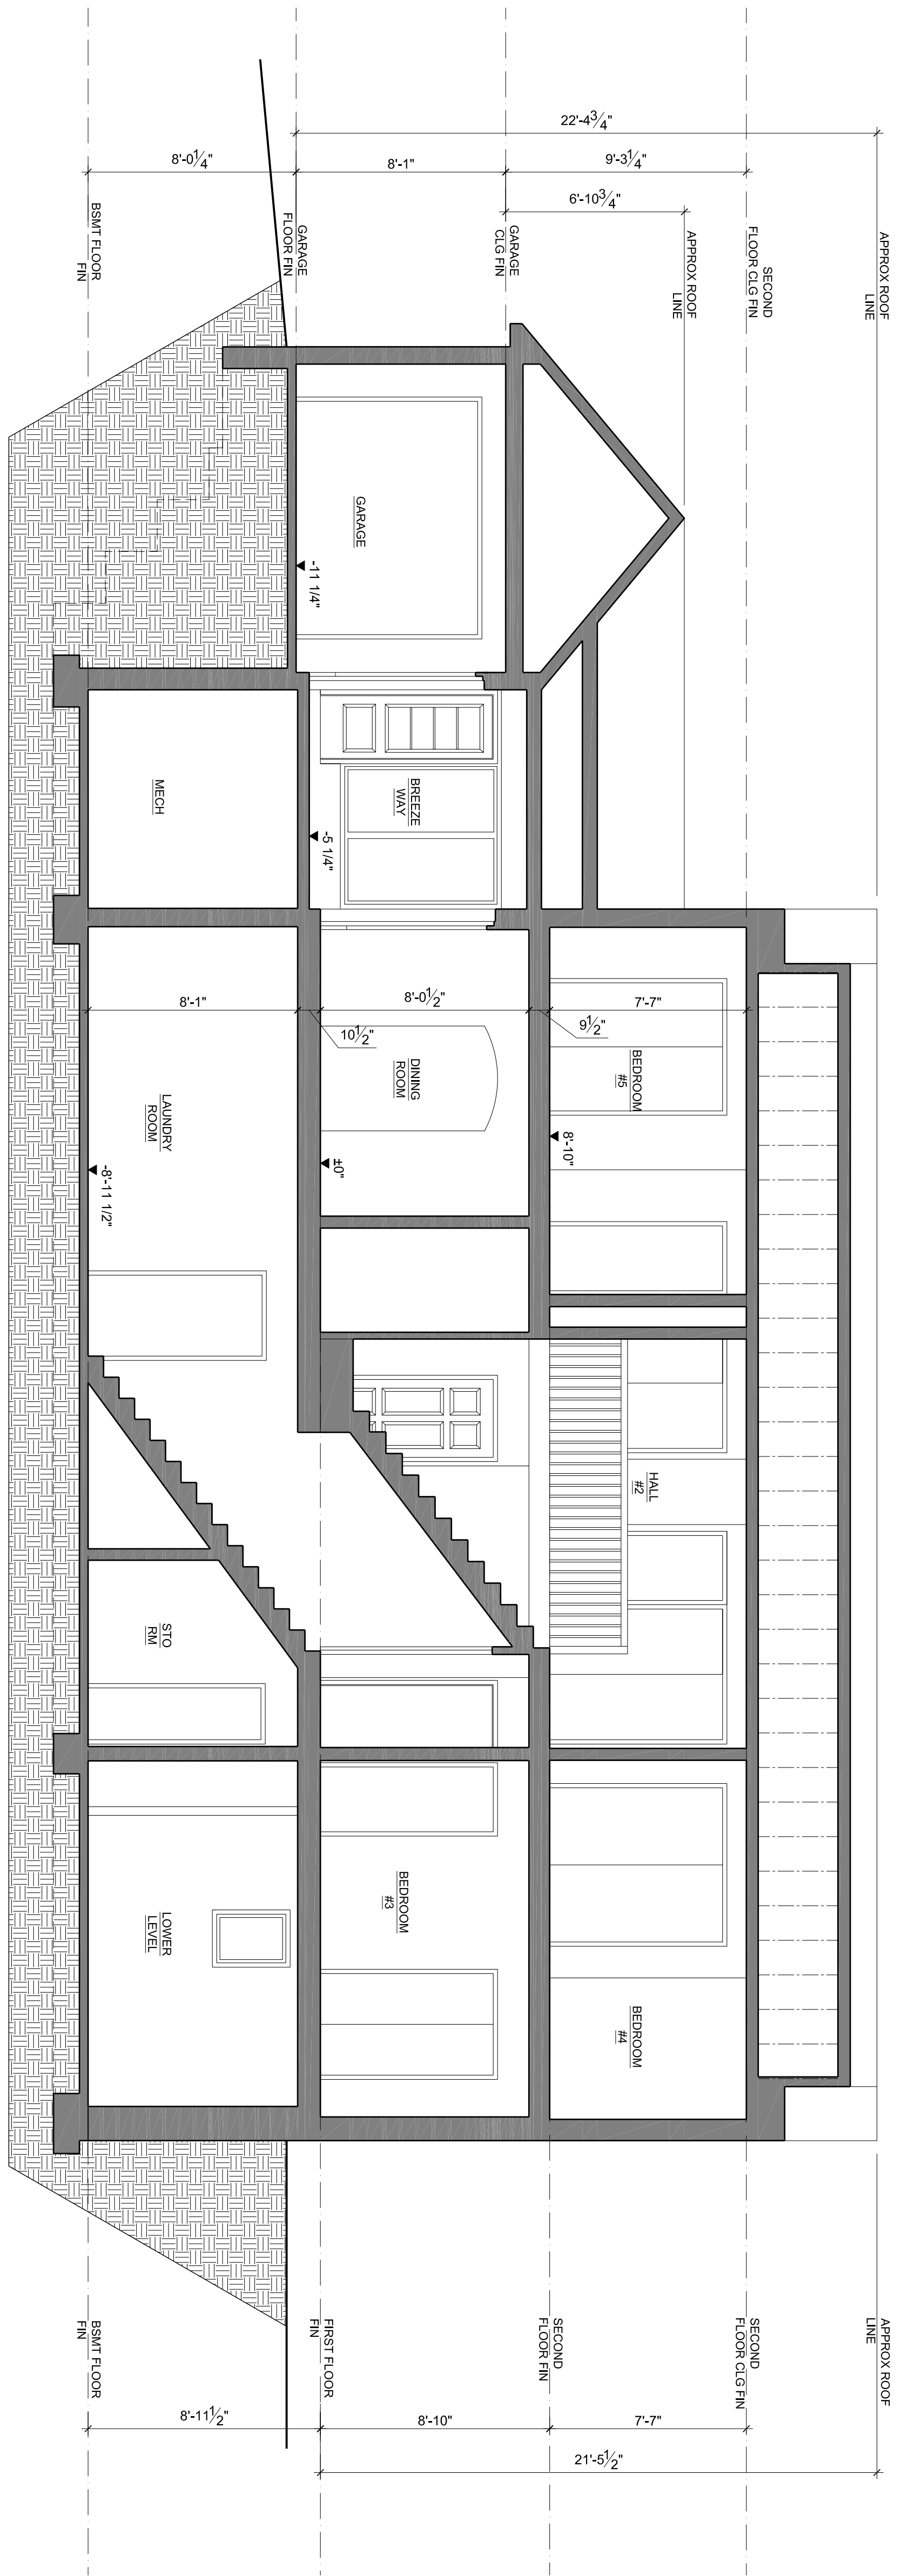 22'-4 3/4"
8'-0 1/4"
8'-1"
9'-3 1/4"
6'-10 3/4"
BSMT FLOOR
FIN
GARAGE
FLOOR FIN
GARAGE
CLG FIN
APPROX ROOF
LINE
SECOND
FLOOR CLG FIN
APPROX ROOF
LINE
GARAGE
-11 1/4"
MECH
BREEZE
WAY
-5 1/4"
8'-1"
10 1/2"
8'-0 1/2"
9 1/2"
7'-7"
LAUNDRY
ROOM
-8'-11 1/2"
DINING
ROOM
±0"
BEDROOM
#5
8'-10"
HALL
#2
STO
RM
LOWER
LEVEL
BEDROOM
#3
BEDROOM
#4
BSMT FLOOR
FIN
FIRST FLOOR
FIN
SECOND
FLOOR FIN
SECOND
FLOOR CLG FIN
APPROX ROOF
LINE
8'-11 1/2"
8'-10"
7'-7"
21'-5 1/2"